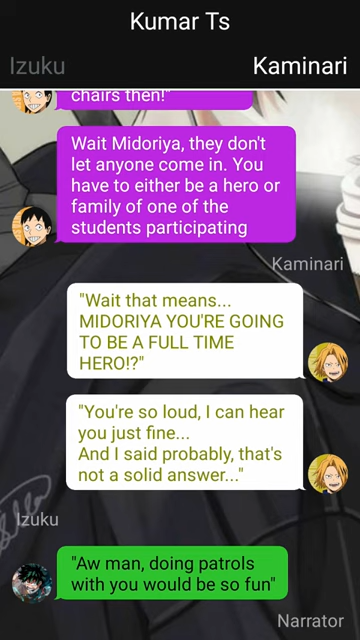 Kumar Ts
Izuku
Kaminari
chairs then!"
Wait Midoriya, they don't
let anyone come in. You
have to either be a hero or
family of one of the
students participating
Kaminari
"Wait that means...
MIDORIYA YOU'RE GOING
TO BE A FULL TIME
HERO!?"
"You're so loud, I can hear
you just fine...
And I said probably, that's
not a solid answer..."
Izuku
"Aw man, doing patrols
with you would be so fun"
Narrator